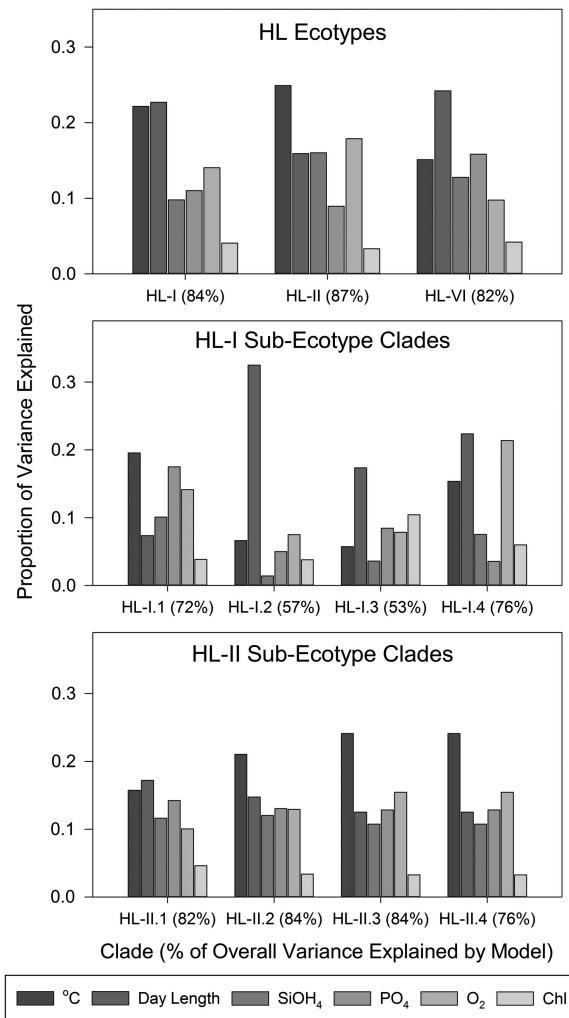 HL Ecotypes
0.3
0.2
0.1
0.0
HL-I (84%) HL-II (87%) HL-VI (82%)
HL-I Sub-Ecotype Clades
0.3
0.2
0.1
0.0
HL-I.1 (72%) HL-I.2 (57%) HL-I.3 (53%) HL-I.4 (76%)
Proportion of Variance Explained
HL-II Sub-Ecotype Clades
0.3
0.2
0.1
0.0
HL-II.1 (82%) HL-II.2 (84%) HL-II.3 (84%) HL-II.4 (76%)
Clade (% of Overall Variance Explained by Model)
°C Day Length SiOH₄ PO₄ O₂ Chl